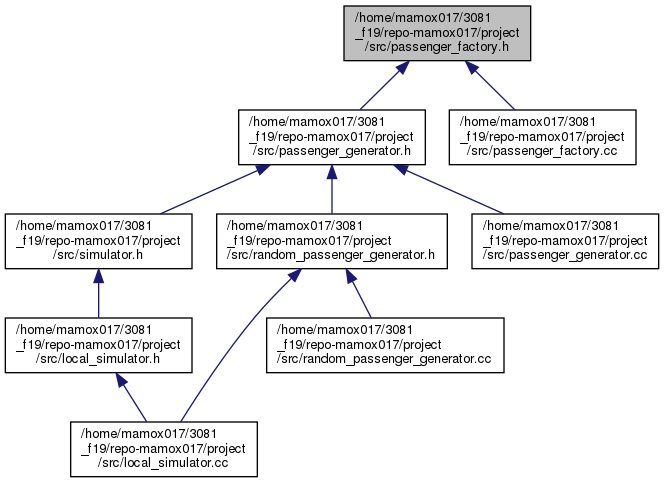 /home/mamox017/3081
_f19/repo-mamox017/project
/src/passenger_factory.h
/home/mamox017/3081
_f19/repo-mamox017/project
/src/passenger_generator.h
/home/mamox017/3081
_f19/repo-mamox017/project
/src/passenger_factory.cc
/home/mamox017/3081
_f19/repo-mamox017/project
/src/simulator.h
/home/mamox017/3081
_f19/repo-mamox017/project
/src/random_passenger_generator.h
/home/mamox017/3081
_f19/repo-mamox017/project
/src/passenger_generator.cc
/home/mamox017/3081
_f19/repo-mamox017/project
/src/local_simulator.h
/home/mamox017/3081
_f19/repo-mamox017/project
/src/random_passenger_generator.cc
/home/mamox017/3081
_f19/repo-mamox017/project
/src/local_simulator.cc